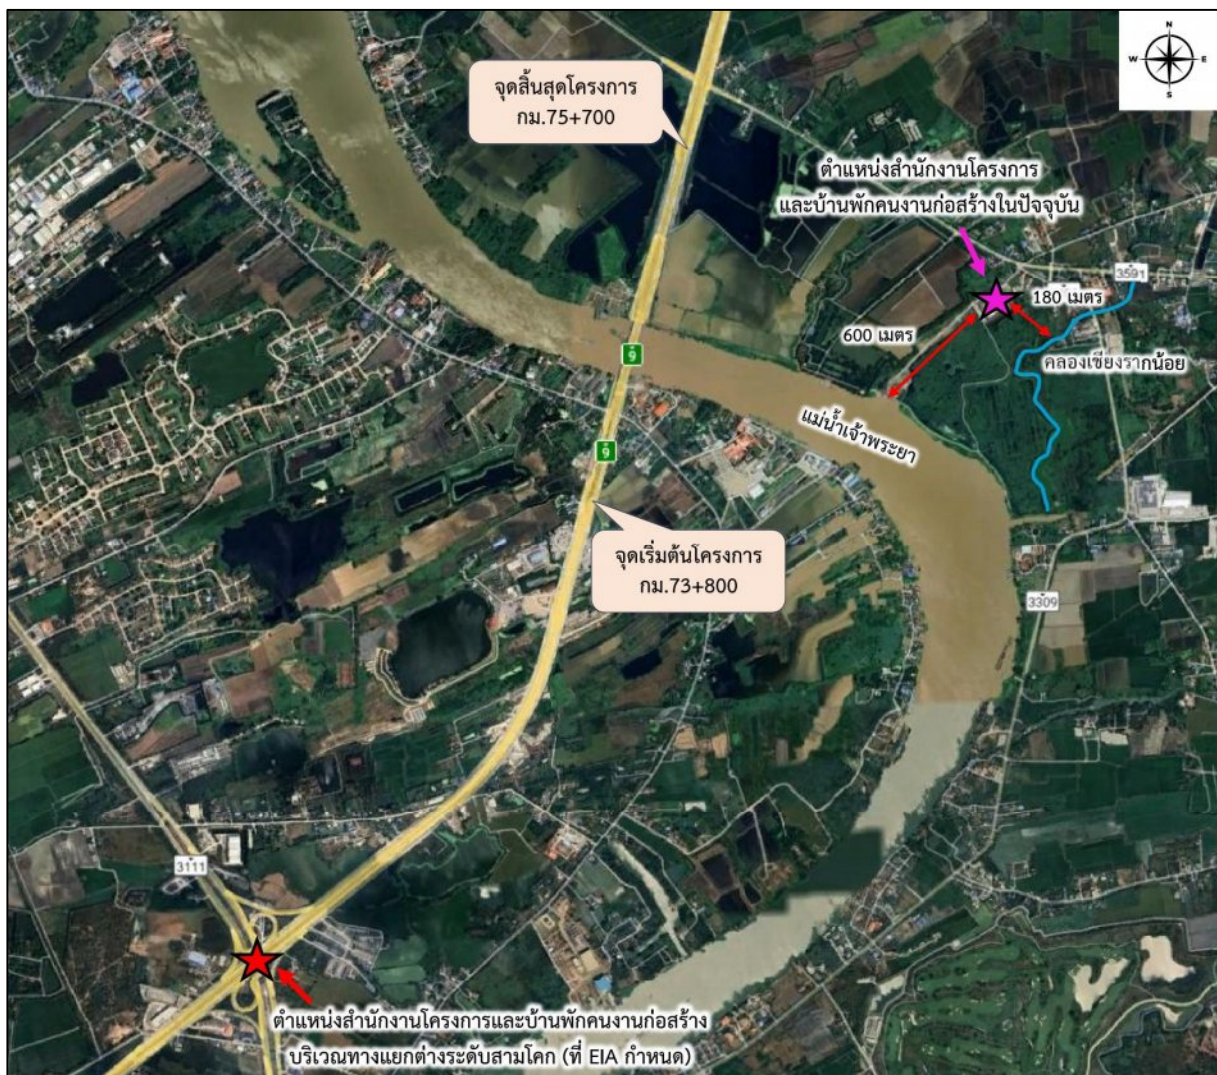 N
W E
S
จุดสิ้นสุดโครงการ
กม.75+700
ตำแหน่งสำนักงานโครงการ
และบ้านพักคนงานก่อสร้างในปัจจุบัน
3591
180 เมตร
600 เมตร
คลองเชียงรากน้อย
9
แม่น้ำเจ้าพระยา
9
จุดเริ่มต้นโครงการ
กม.73+800
3309
3111
ตำแหน่งสำนักงานโครงการและบ้านพักคนงานก่อสร้าง
บริเวณทางแยกต่างระดับสามโคก (ที่ EIA กำหนด)